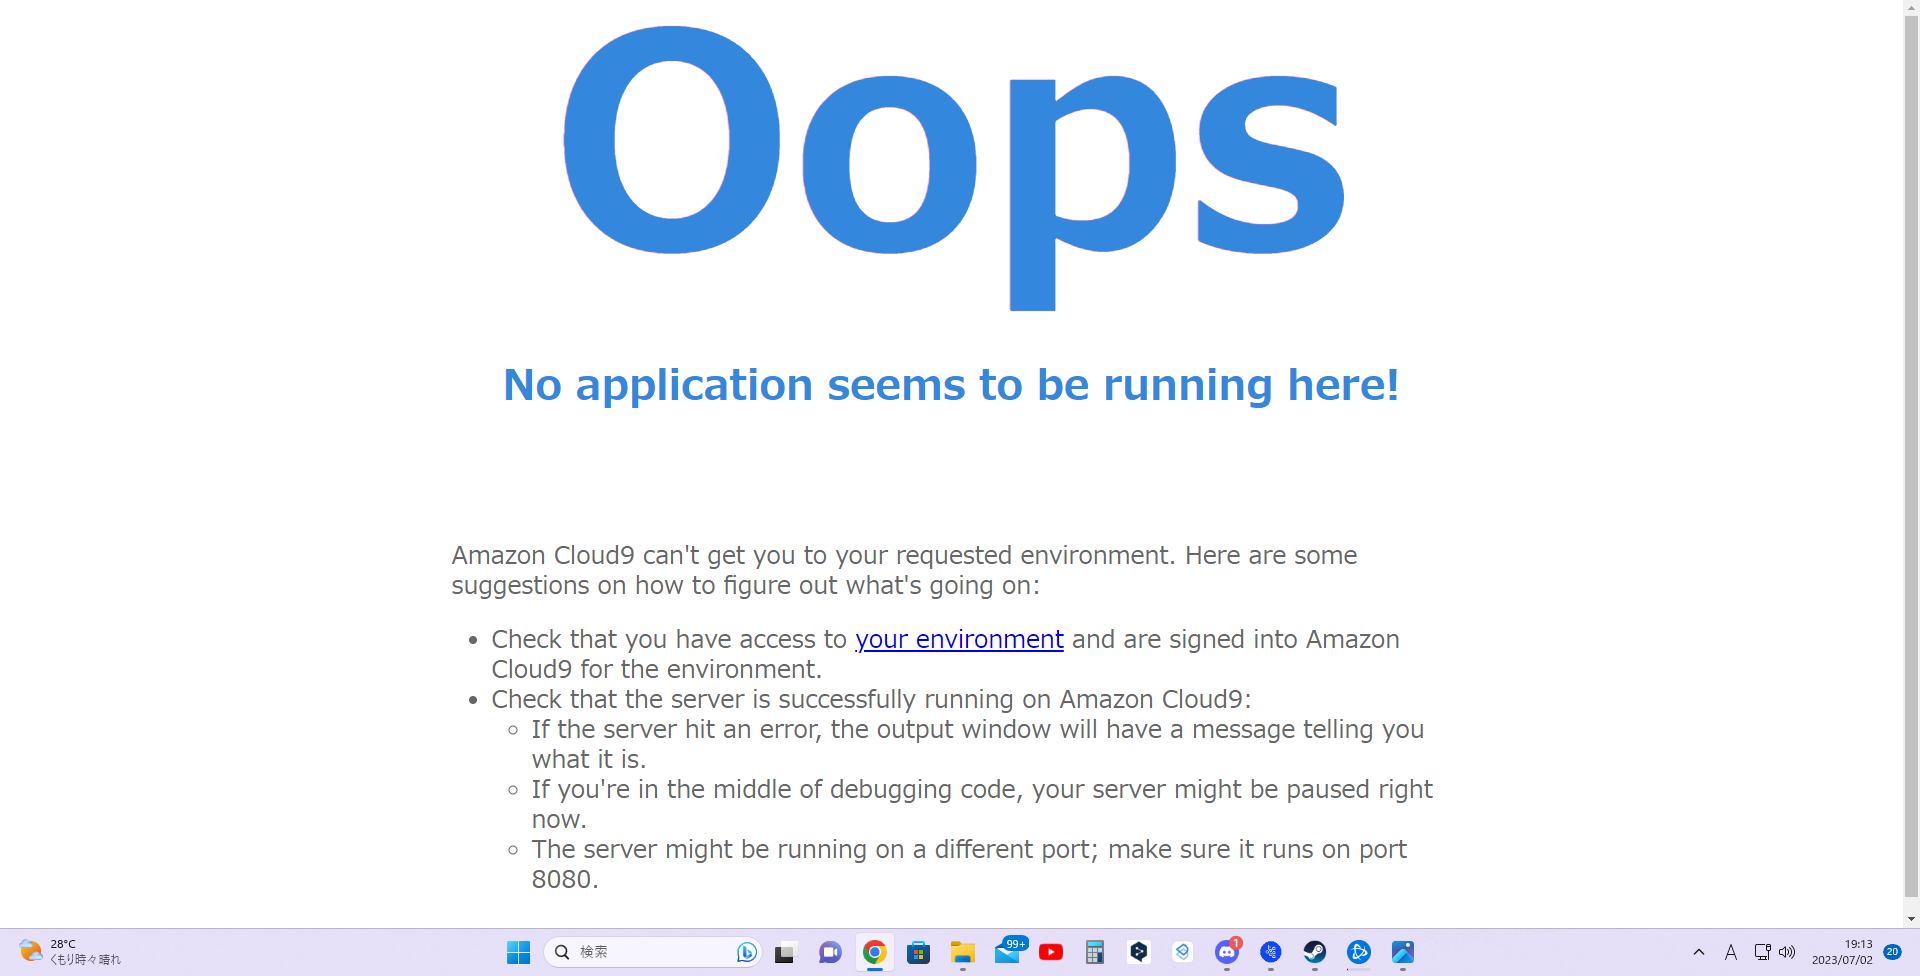 Oops
No application seems to be running here!
Amazon Cloud9 can't get you to your requested environment. Here are some
suggestions on how to figure out what's going on:
• Check that you have access to your environment and are signed into Amazon
Cloud9 for the environment.
• Check that the server is successfully running on Amazon Cloud9:
◦ If the server hit an error, the output window will have a message telling you
what it is.
◦ If you're in the middle of debugging code, your server might be paused right
now.
◦ The server might be running on a different port; make sure it runs on port
8080.
28°C
くもり時々晴れ
検索
99+
1
A
19:13
2023/07/02
20